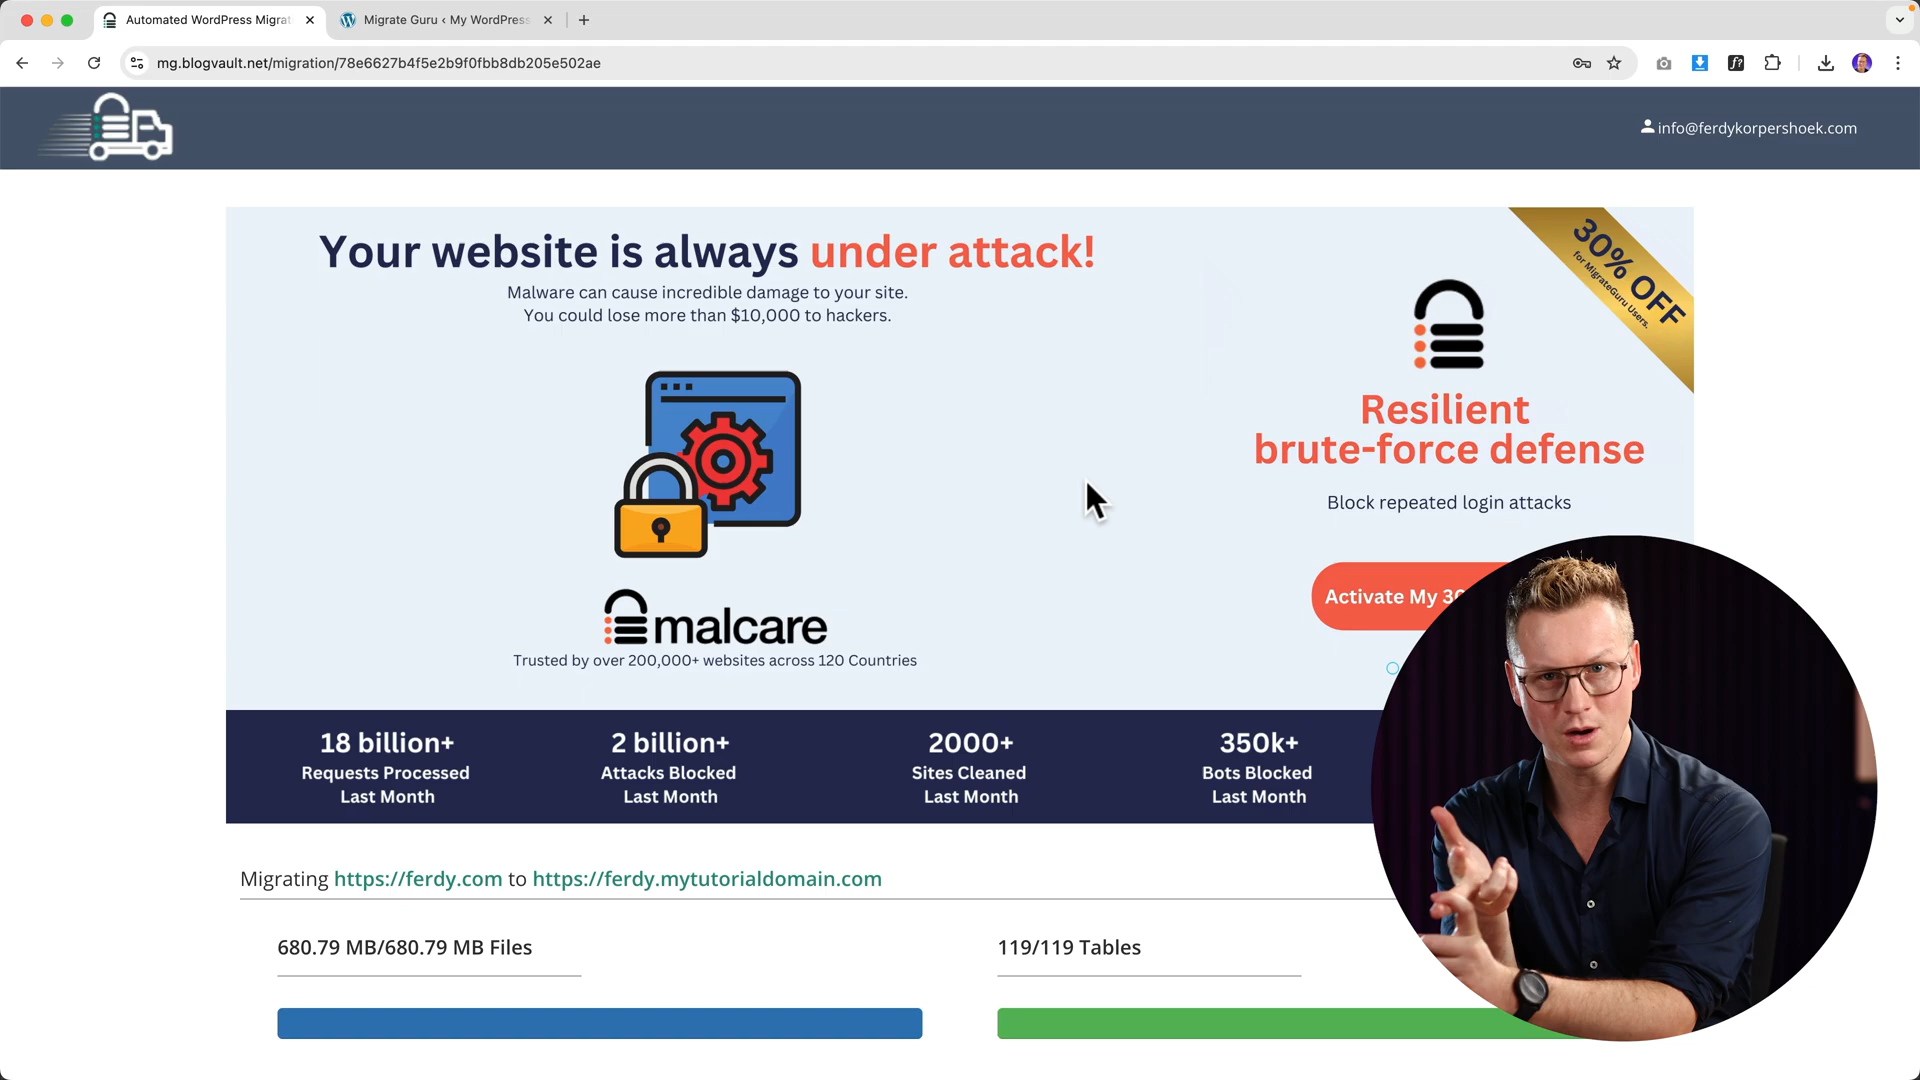 Automated WordPress Migrat
Migrate Guru ‹ My WordPress
mg.blogvault.net/migration/78e6627b4f5e2b9f0fbb8db205e502ae
info@ferdykorpershoek.com
Your website is always under attack!
Malware can cause incredible damage to your site.
You could lose more than $10,000 to hackers.
30% OFF
for MigrateGuru Users.
Resilient
brute-force defense
Block repeated login attacks
Activate My 30
malcare
Trusted by over 200,000+ websites across 120 Countries
18 billion+
Requests Processed
Last Month
2 billion+
Attacks Blocked
Last Month
2000+
Sites Cleaned
Last Month
350k+
Bots Blocked
Last Month
Migrating https://ferdy.com to https://ferdy.mytutorialdomain.com
680.79 MB/680.79 MB Files
119/119 Tables